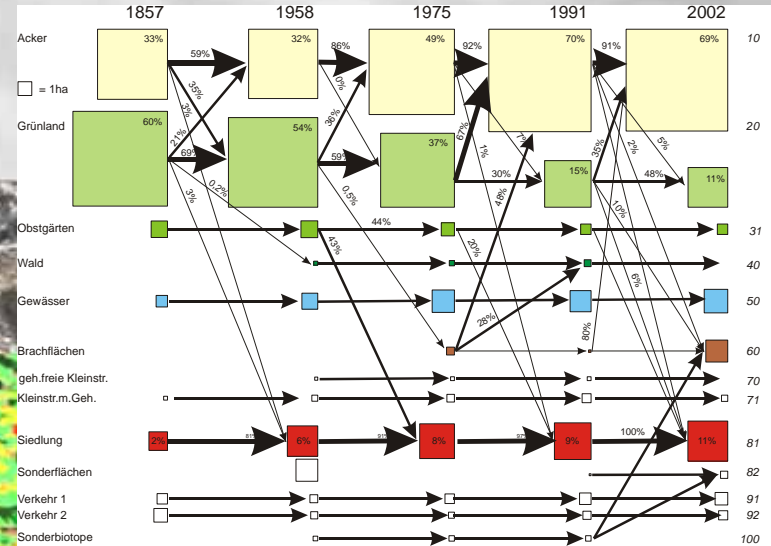 1857 1958 1975 1991 2002
Acker 33% 59% 32% 86% 49% 92% 70% 91% 69% 10
= 1ha 35% 0% 3% 36% 21% 67% 1% 7% 35% 2% 5%
Grünland 60% 69% 54% 59% 37% 30% 15% 48% 11% 20
3% 0.2% 0.5% 48% 10%
Obstgärten 44% 31
43% 20% 6%
Wald 40
Gewässer 50
28% 80%
Brachflächen 60
geh.freie Kleinstr. 70
Kleinstr.m.Geh. 71
Siedlung 2% 81% 6% 91% 8% 97% 9% 100% 11% 81
Sonderflächen 82
Verkehr 1 91
Verkehr 2 92
Sonderbiotope 100